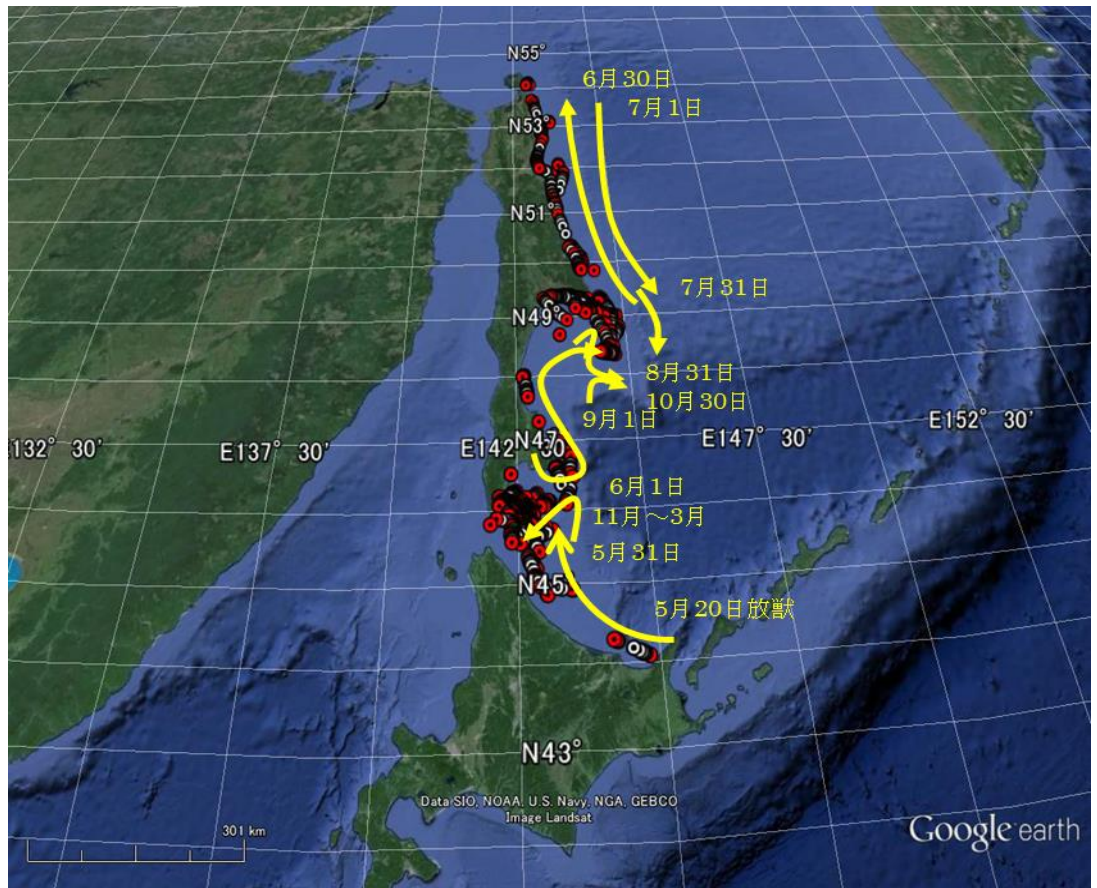 N55°
6月30日
7月1日
N53°
N51°
7月31日
N49°
8月31日
10月30日
9月1日
E132° 30'
E137° 30'
E142° 30'
N47°
E147° 30'
E152° 30'
6月1日
11月～3月
5月31日
N45°
5月20日放獣
N43°
Data SIO, NOAA, U.S. Navy, NGA, GEBCO
Image Landsat
301 km
Google earth